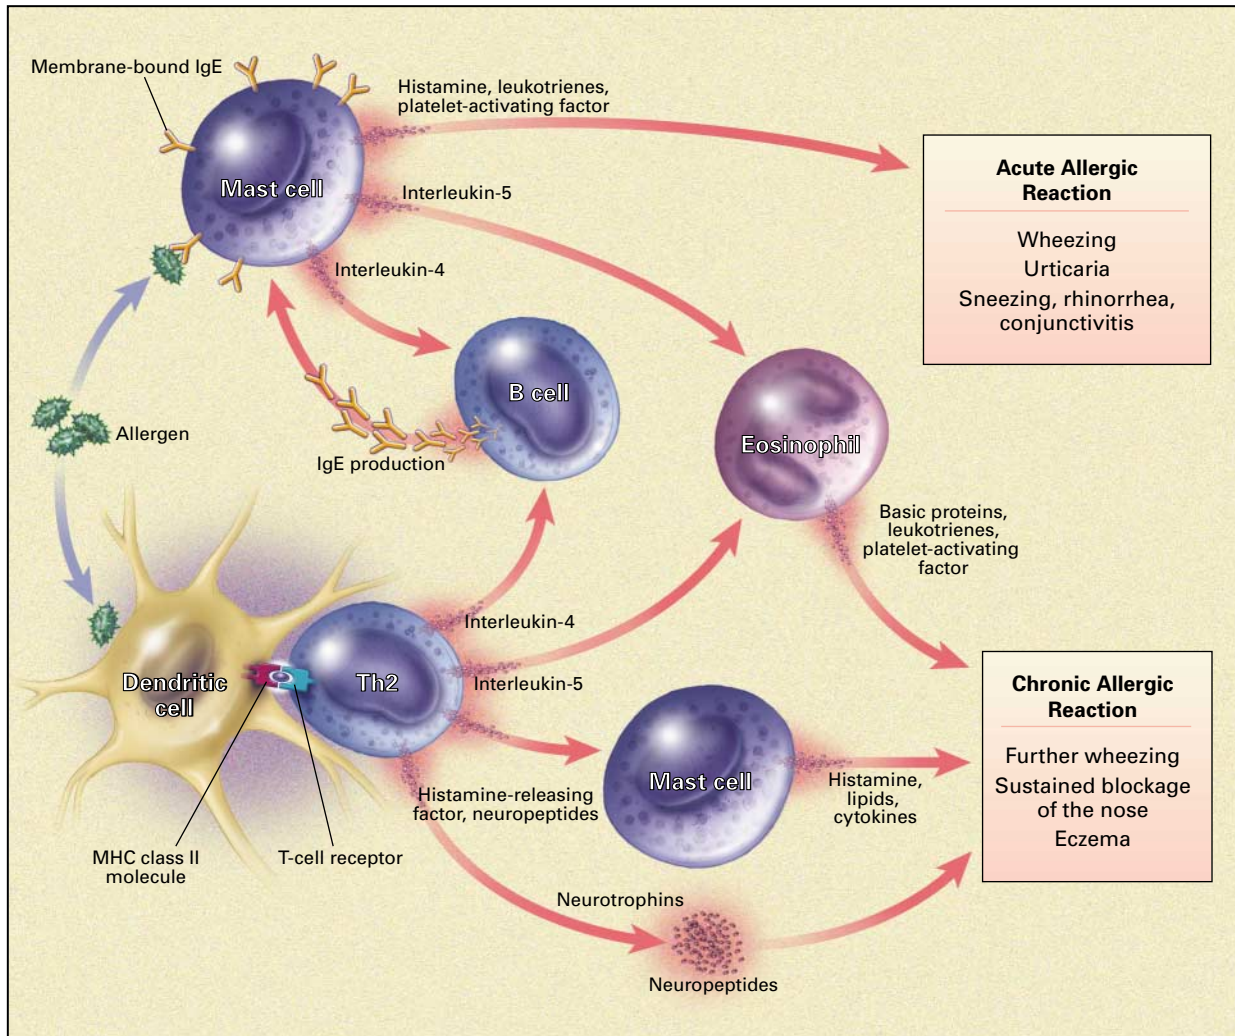 Membrane-bound IgE
Histamine, leukotrienes,
platelet-activating factor
Mast cell
Interleukin-5
Interleukin-4
Acute Allergic
Reaction
Wheezing
Urticaria
Sneezing, rhinorrhea,
conjunctivitis
B cell
Allergen
IgE production
Eosinophil
Basic proteins,
leukotrienes,
platelet-activating
factor
Interleukin-4
Interleukin-5
Dendritic
cell
Th2
Chronic Allergic
Reaction
Further wheezing
Sustained blockage
of the nose
Eczema
Mast cell
Histamine,
lipids,
cytokines
Histamine-releasing
factor, neuropeptides
MHC class II
molecule
T-cell receptor
Neurotrophins
Neuropeptides